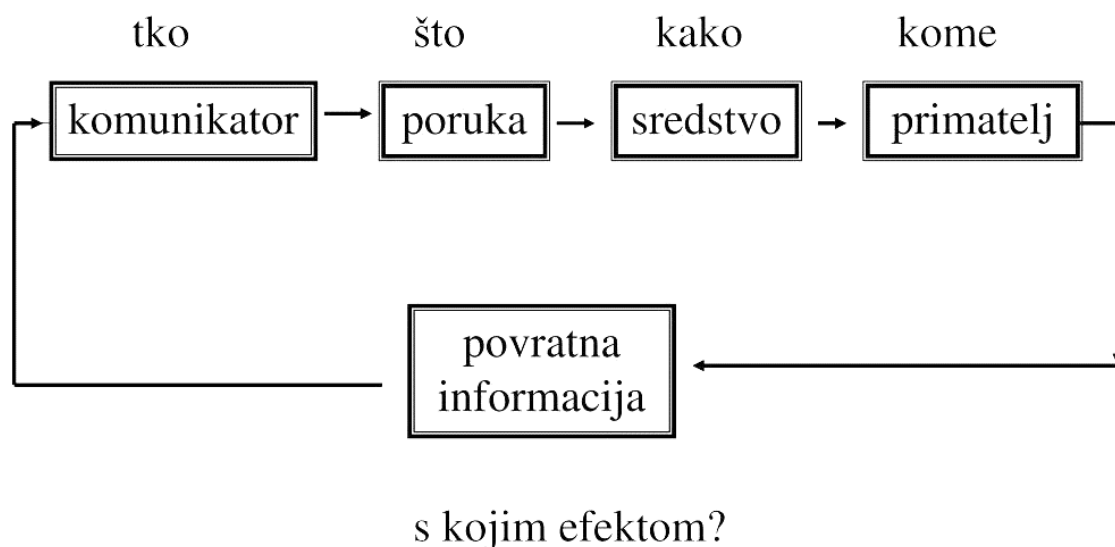 tko što kako kome
komunikator poruka sredstvo primatelj
povratna
informacija
s kojim efektom?